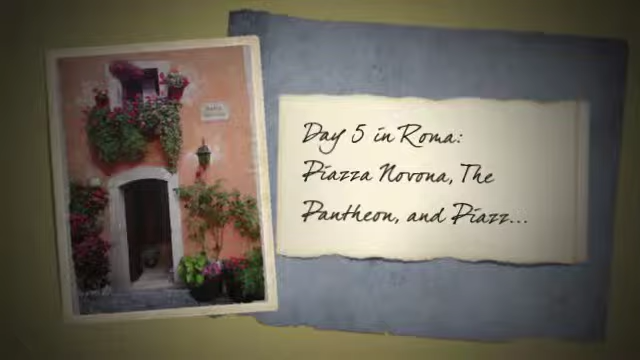 Day 5 in Roma:
Piazza Novona, The
Pantheon, and Piazz...